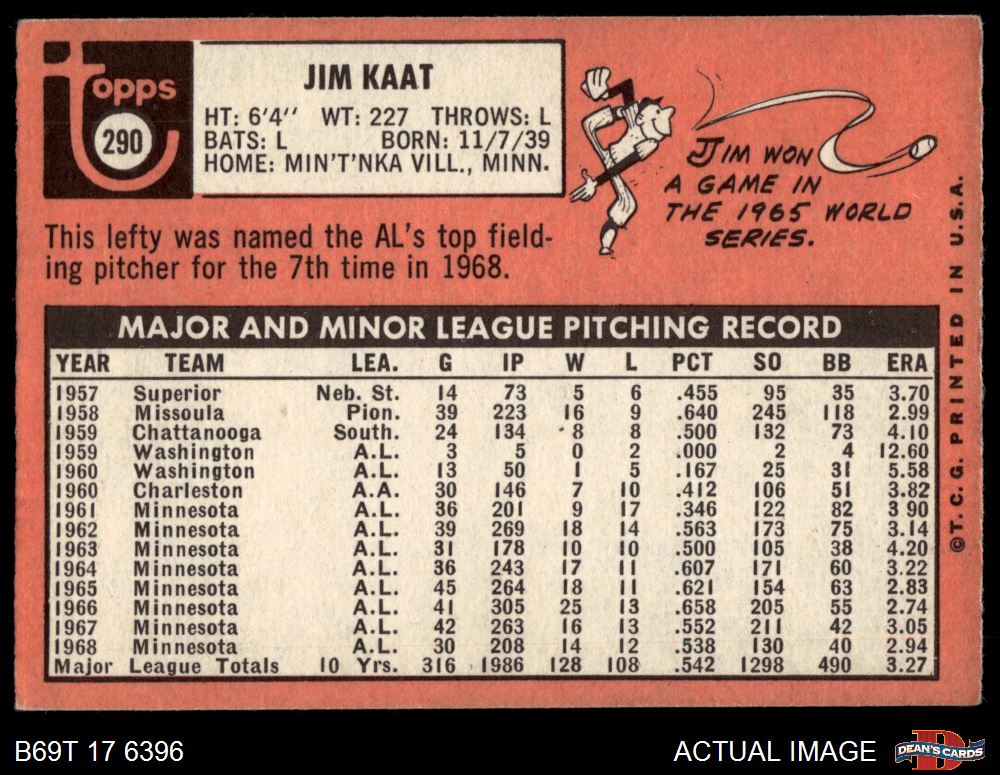 Topps
290
JIM KAAT
HT: 6'4" WT: 227 THROWS: L
BATS: L BORN: 11/7/39
HOME: MIN'T'NKA VILL., MINN.
JIM WON
A GAME IN
THE 1965 WORLD
SERIES.
This lefty was named the AL's top field-
ing pitcher for the 7th time in 1968.
MAJOR AND MINOR LEAGUE PITCHING RECORD
YEAR TEAM LEA. G IP W L PCT SO BB ERA
1957 Superior Neb. St. 14 73 5 6 .455 95 35 3.70
1958 Missoula Pion. 39 223 16 9 .640 245 118 2.99
1959 Chattanooga South. 24 134 8 8 .500 132 73 4.10
1959 Washington A.L. 3 5 0 2 .000 2 4 12.60
1960 Washington A.L. 13 50 1 5 .167 25 31 5.58
1960 Charleston A.A. 30 146 7 10 .412 106 51 3.82
1961 Minnesota A.L. 36 201 9 17 .346 122 82 3 90
1962 Minnesota A.L. 39 269 18 14 .563 173 75 3.14
1963 Minnesota A.L. 31 178 10 10 .500 105 38 4.20
1964 Minnesota A.L. 36 243 17 11 .607 171 60 3.22
1965 Minnesota A.L. 45 264 18 11 .621 154 63 2.83
1966 Minnesota A.L. 41 305 25 13 .658 205 55 2.74
1967 Minnesota A.L. 42 263 16 13 .552 211 42 3.05
1968 Minnesota A.L. 30 208 14 12 .538 130 40 2.94
Major League Totals 10 Yrs. 316 1986 128 108 .542 1298 490 3.27
©T. C. G. PRINTED IN U.S.A.
B69T 17 6396
ACTUAL IMAGE
DEAN'S CARDS